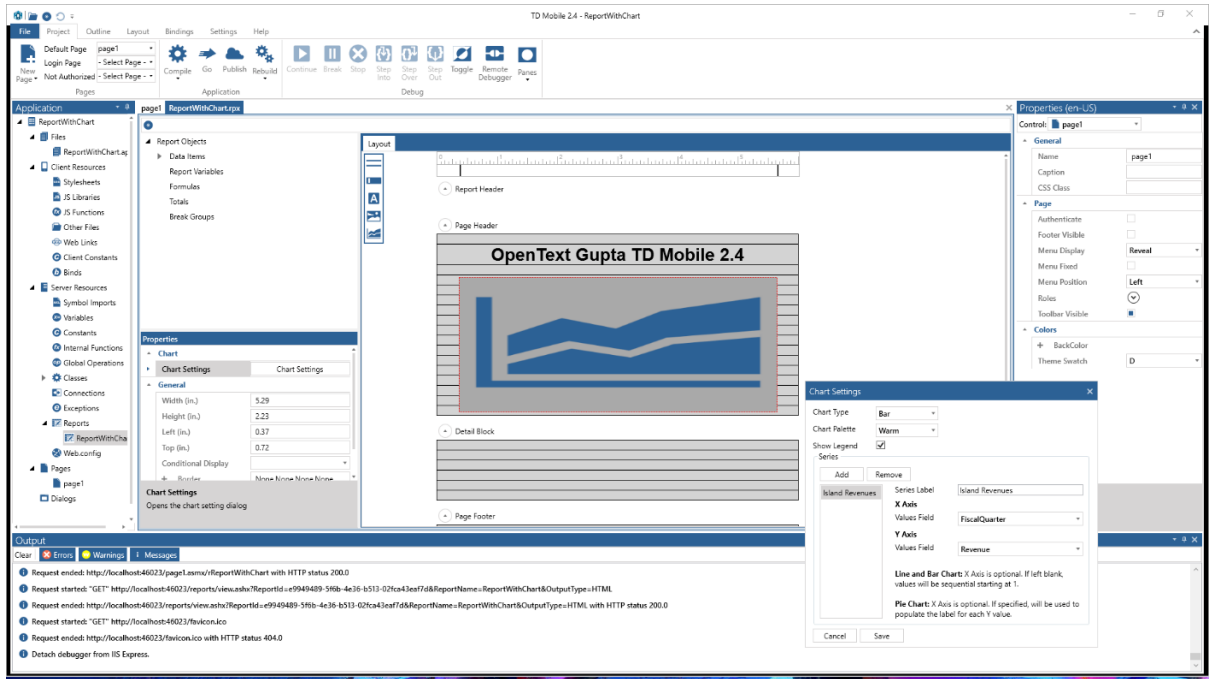 TD Mobile 2.4 - ReportWithChart
File Project Outline Layout Bindings Settings Help
New Page
Default Page page1
Login Page - Select Page -
Not Authorized - Select Page -
Compile Go Publish Rebuild
Continue Break Stop Step Into Step Over Step Out Toggle Remote Debugger Panes
Pages Application Debug
Application
ReportWithChart
Files
ReportWithChart.ap
Client Resources
Stylesheets
JS Libraries
JS Functions
Other Files
Web Links
Client Constants
Binds
Server Resources
Symbol Imports
Variables
Constants
Internal Functions
Global Operations
Classes
Connections
Exceptions
Reports
ReportWithCha
Web.config
Pages
page1
Dialogs
page1 ReportWithChart.rpx
Report Objects
Data Items
Report Variables
Formulas
Totals
Break Groups
Properties
Chart
Chart Settings Chart Settings
General
Width (in.) 5.29
Height (in.) 2.23
Left (in.) 0.37
Top (in.) 0.72
Conditional Display
+ Border None None None None
Chart Settings
Opens the chart setting dialog
Layout
0 1 2 3 4 5
Report Header
Page Header
OpenText Gupta TD Mobile 2.4
Detail Block
Page Footer
Properties (en-US)
Control: page1
General
Name page1
Caption
CSS Class
Page
Authenticate
Footer Visible
Menu Display Reveal
Menu Fixed
Menu Position Left
Roles
Toolbar Visible
Colors
+ BackColor
Theme Swatch D
Chart Settings
Chart Type Bar
Chart Palette Warm
Show Legend
Series
Add Remove
Island Revenues
Series Label Island Revenues
X Axis
Values Field FiscalQuarter
Y Axis
Values Field Revenue
Line and Bar Chart: X Axis is optional. If left blank,
values will be sequential starting at 1.
Pie Chart: X Axis is optional. If specified, will be used to
populate the label for each Y value.
Cancel Save
Output
Clear Errors Warnings Messages
Request ended: http://localhost:46023/page1.asmx/rReportWithChart with HTTP status 200.0
Request started: "GET" http://localhost:46023/reports/view.ashx?ReportId=e9949489-5f6b-4e36-b513-02fca43eaf7d&ReportName=ReportWithChart&OutputType=HTML
Request ended: http://localhost:46023/reports/view.ashx?ReportId=e9949489-5f6b-4e36-b513-02fca43eaf7d&ReportName=ReportWithChart&OutputType=HTML with HTTP status 200.0
Request started: "GET" http://localhost:46023/favicon.ico
Request ended: http://localhost:46023/favicon.ico with HTTP status 404.0
Detach debugger from IIS Express.